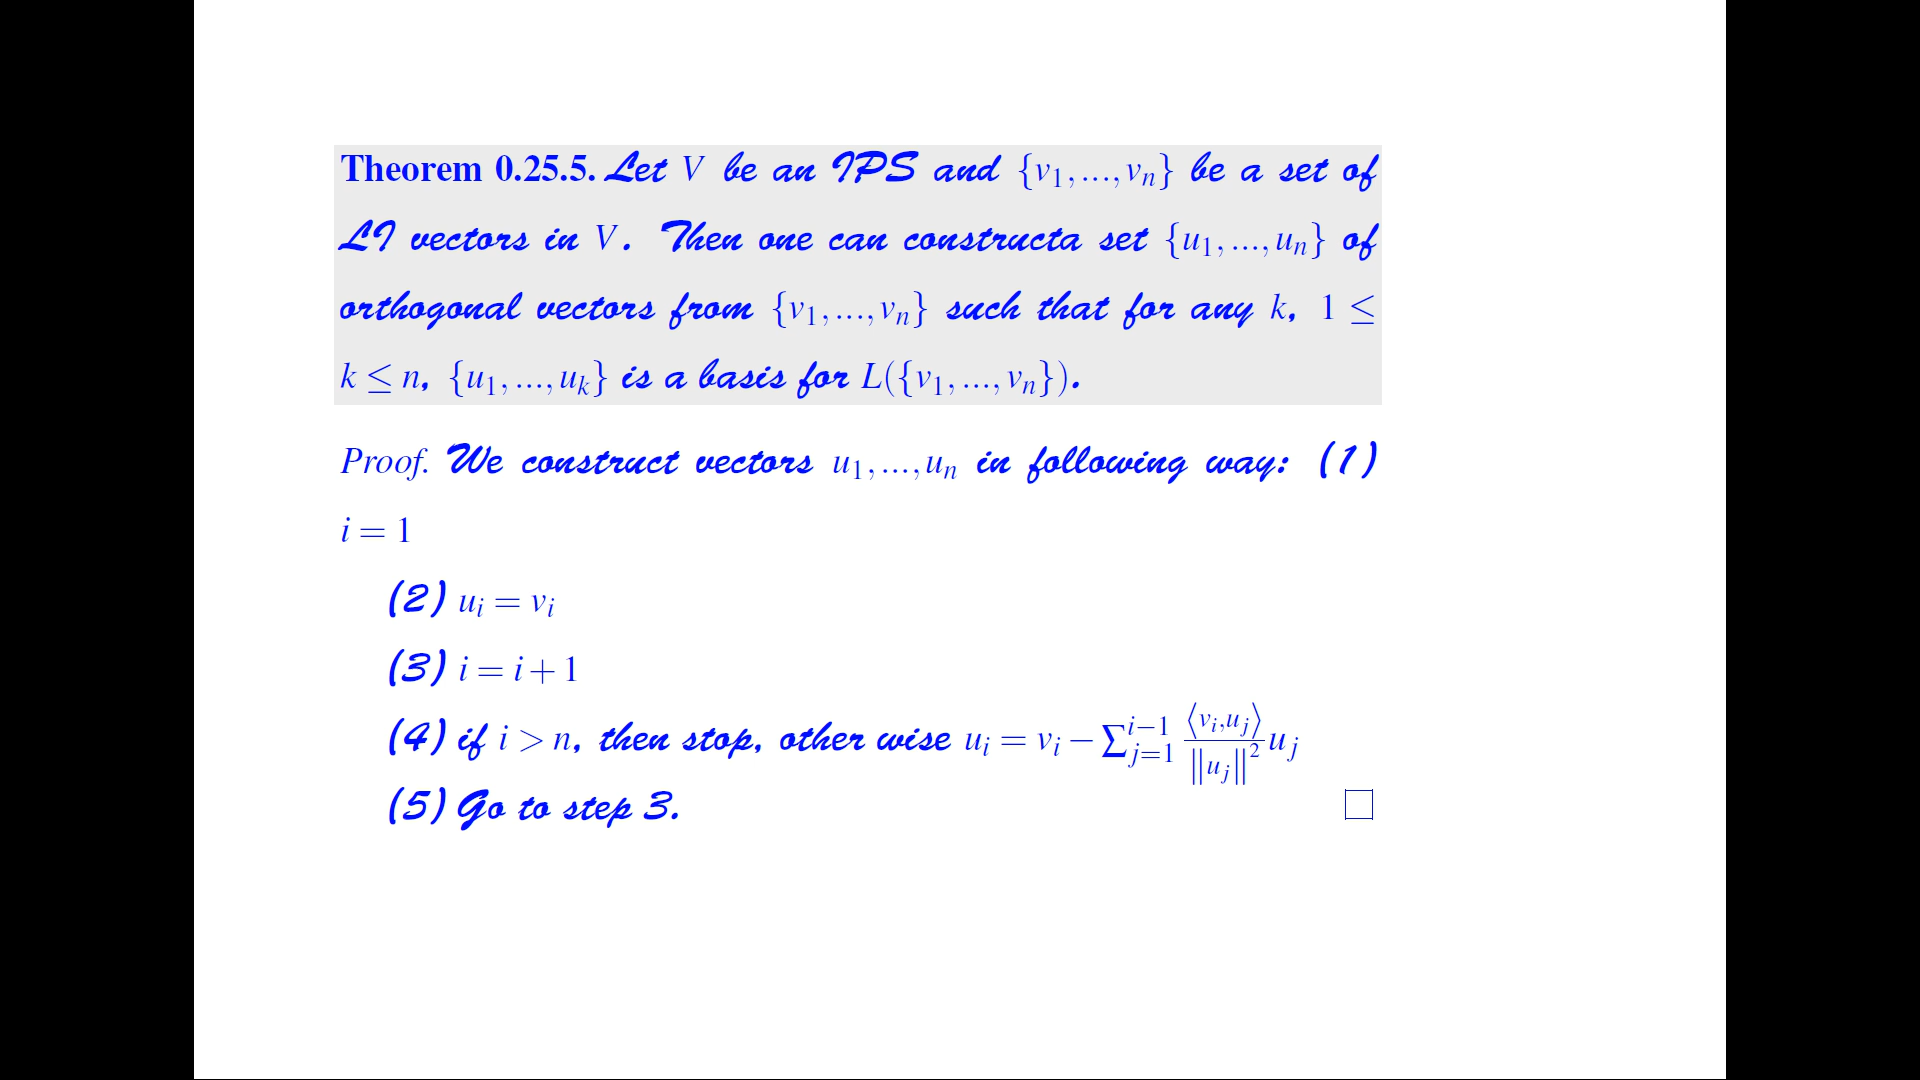 Theorem 0.25.5. Let V be an IPS and {v₁,...,vₙ} be a set of
LI vectors in V. Then one can constructa set {u₁,...,uₙ} of
orthogonal vectors from {v₁,...,vₙ} such that for any k, 1 ≤
k ≤ n, {u₁,...,uₖ} is a basis for L({v₁,...,vₙ}).
Proof. We construct vectors u₁,...,uₙ in following way: (1)
i = 1
(2) uᵢ = vᵢ
(3) i = i + 1
(4) if i > n, then stop, other wise uᵢ = vᵢ − ∑_{j=1}^{i−1} \frac{⟨vᵢ,uⱼ⟩}{‖uⱼ‖²} uⱼ
(5) Go to step 3. □